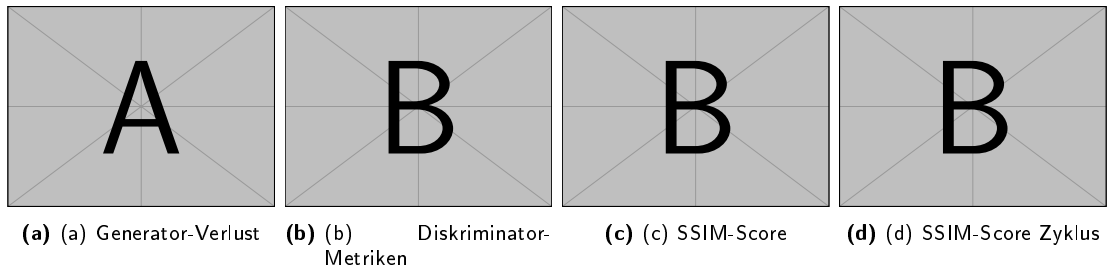 A B B B
(a) (a) Generator-Verlust
(b) (b) Diskriminator-
Metriken
(c) (c) SSIM-Score
(d) (d) SSIM-Score Zyklus